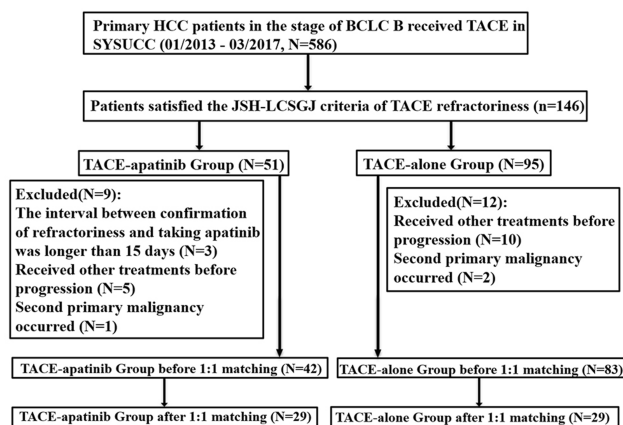 Primary HCC patients in the stage of BCLC B received TACE in
SYSUCC (01/2013 - 03/2017, N=586)
Patients satisfied the JSH-LCSGJ criteria of TACE refractoriness (n=146)
TACE-apatinib Group (N=51)
TACE-alone Group (N=95)
Excluded(N=9):
The interval between confirmation
of refractoriness and taking apatinib
was longer than 15 days (N=3)
Received other treatments before
progression (N=5)
Second primary malignancy
occurred (N=1)
Excluded(N=12):
Received other treatments before
progression (N=10)
Second primary malignancy
occurred (N=2)
TACE-apatinib Group before 1:1 matching (N=42)
TACE-alone Group before 1:1 matching (N=83)
TACE-apatinib Group after 1:1 matching (N=29)
TACE-alone Group after 1:1 matching (N=29)